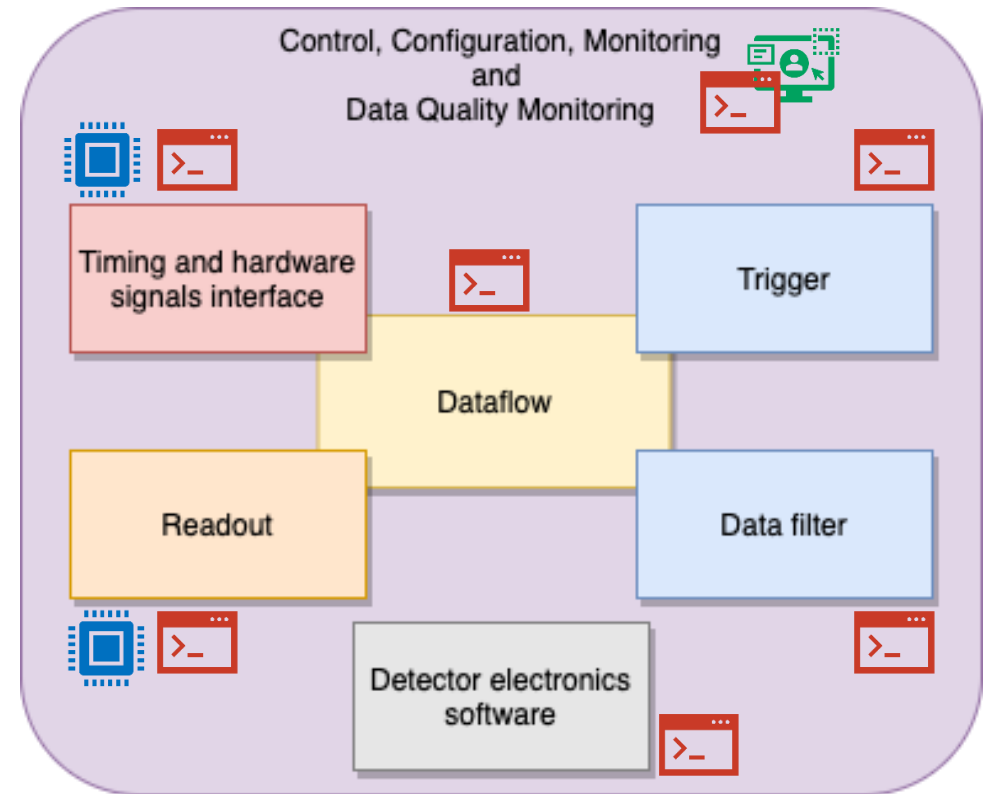 Control, Configuration, Monitoring
and
Data Quality Monitoring
Timing and hardware
signals interface
Trigger
Dataflow
Readout
Data filter
Detector electronics
software